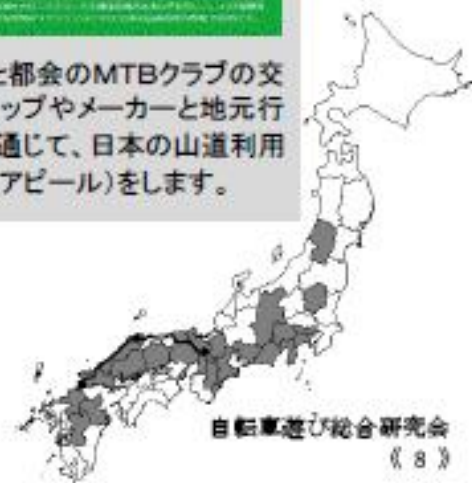 と都会のMTBクラブの交
ップやメーカーと地元行
通じて、日本の山道利用
アピール)をします。
自転車遊び総合研究会
《 8 》